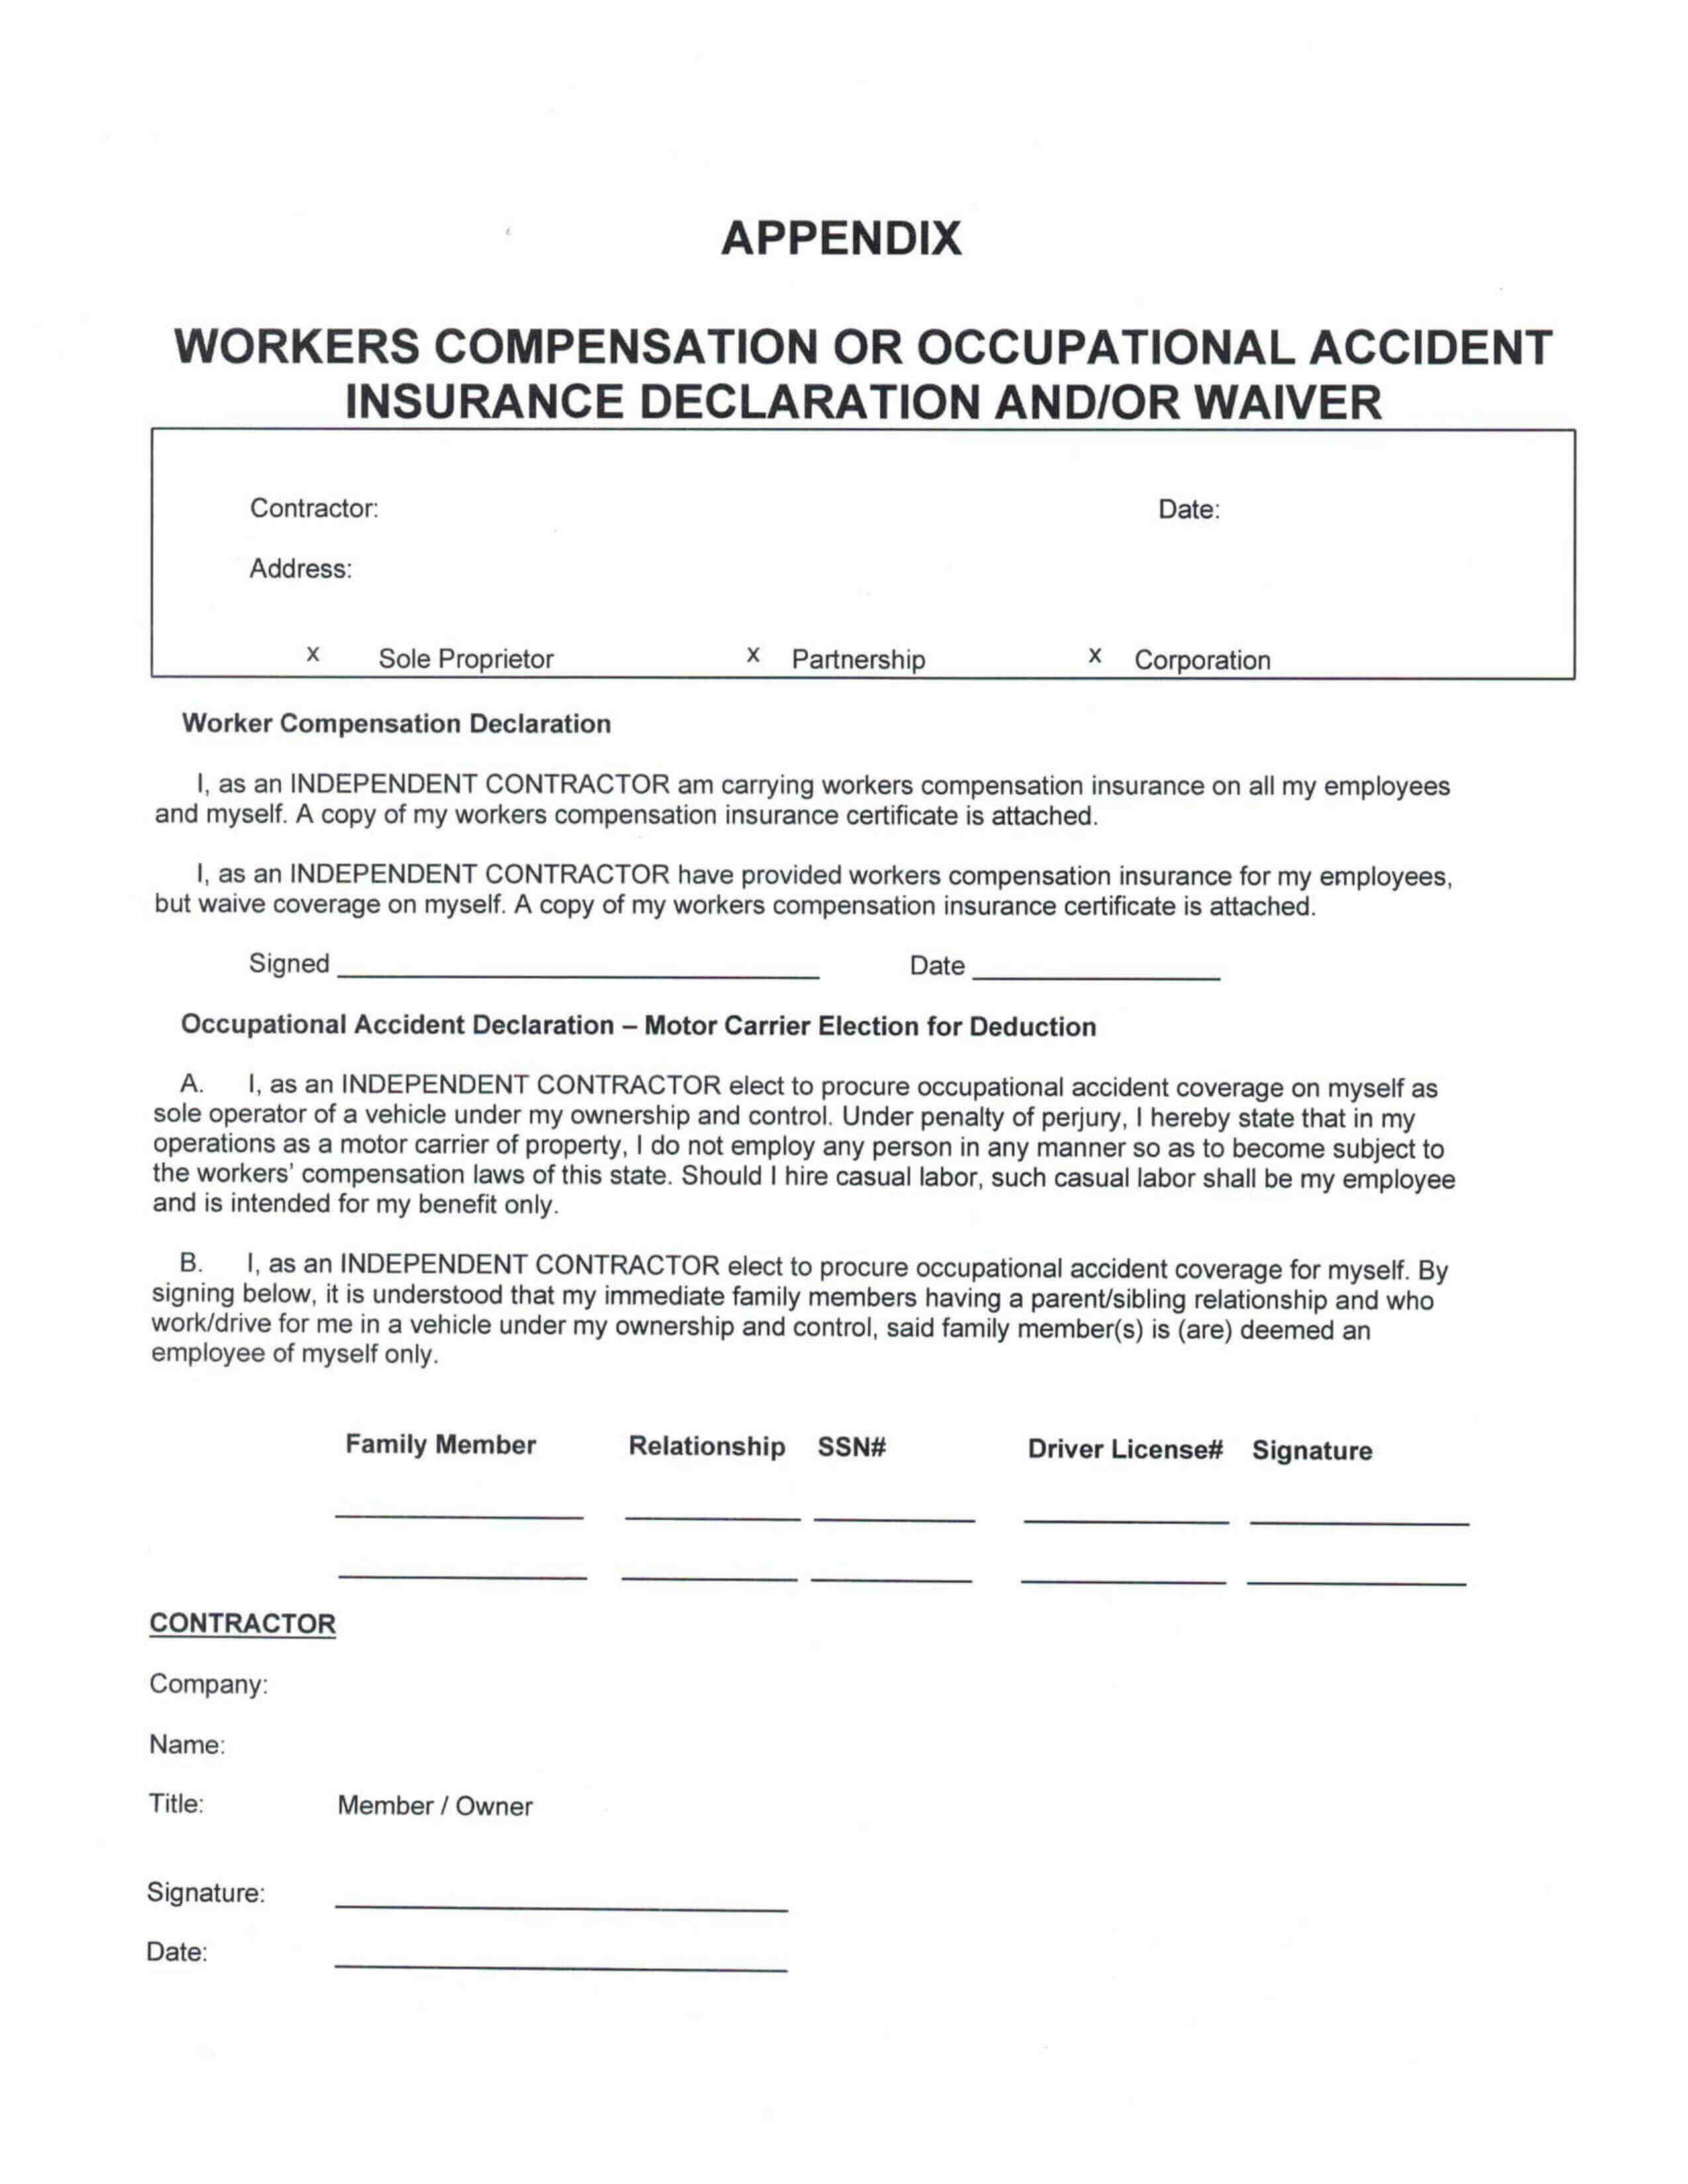 APPENDIX
WORKERS COMPENSATION OR OCCUPATIONAL ACCIDENT
INSURANCE DECLARATION AND/OR WAIVER
Contractor: Date:
Address:
x Sole Proprietor x Partnership x Corporation
Worker Compensation Declaration
I, as an INDEPENDENT CONTRACTOR am carrying workers compensation insurance on all my employees
and myself. A copy of my workers compensation insurance certificate is attached.
I, as an INDEPENDENT CONTRACTOR have provided workers compensation insurance for my employees,
but waive coverage on myself. A copy of my workers compensation insurance certificate is attached.
Signed Date
Occupational Accident Declaration – Motor Carrier Election for Deduction
A. I, as an INDEPENDENT CONTRACTOR elect to procure occupational accident coverage on myself as
sole operator of a vehicle under my ownership and control. Under penalty of perjury, I hereby state that in my
operations as a motor carrier of property, I do not employ any person in any manner so as to become subject to
the workers' compensation laws of this state. Should I hire casual labor, such casual labor shall be my employee
and is intended for my benefit only.
B. I, as an INDEPENDENT CONTRACTOR elect to procure occupational accident coverage for myself. By
signing below, it is understood that my immediate family members having a parent/sibling relationship and who
work/drive for me in a vehicle under my ownership and control, said family member(s) is (are) deemed an
employee of myself only.
Family Member Relationship SSN# Driver License# Signature
CONTRACTOR
Company:
Name:
Title: Member / Owner
Signature:
Date: